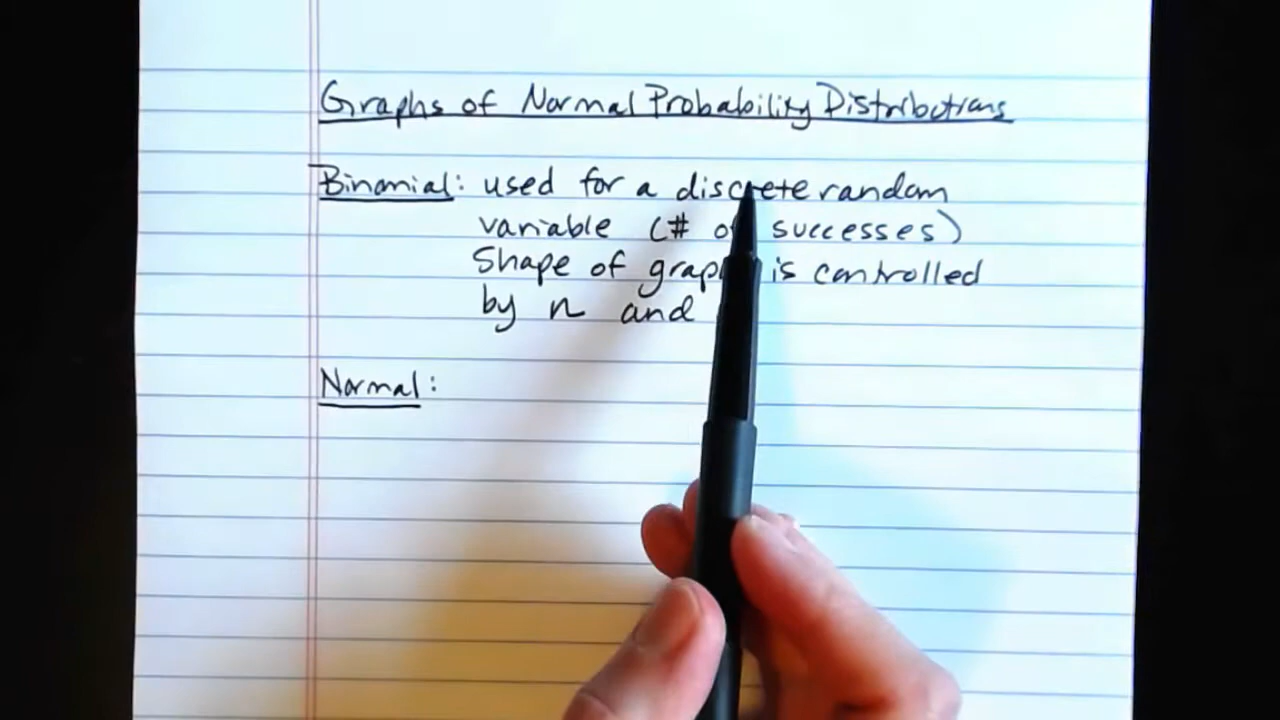 Graphs of Normal Probability Distributions
Binomial: used for a discrete random
variable (# of successes)
Shape of graph is controlled
by n and
Normal: